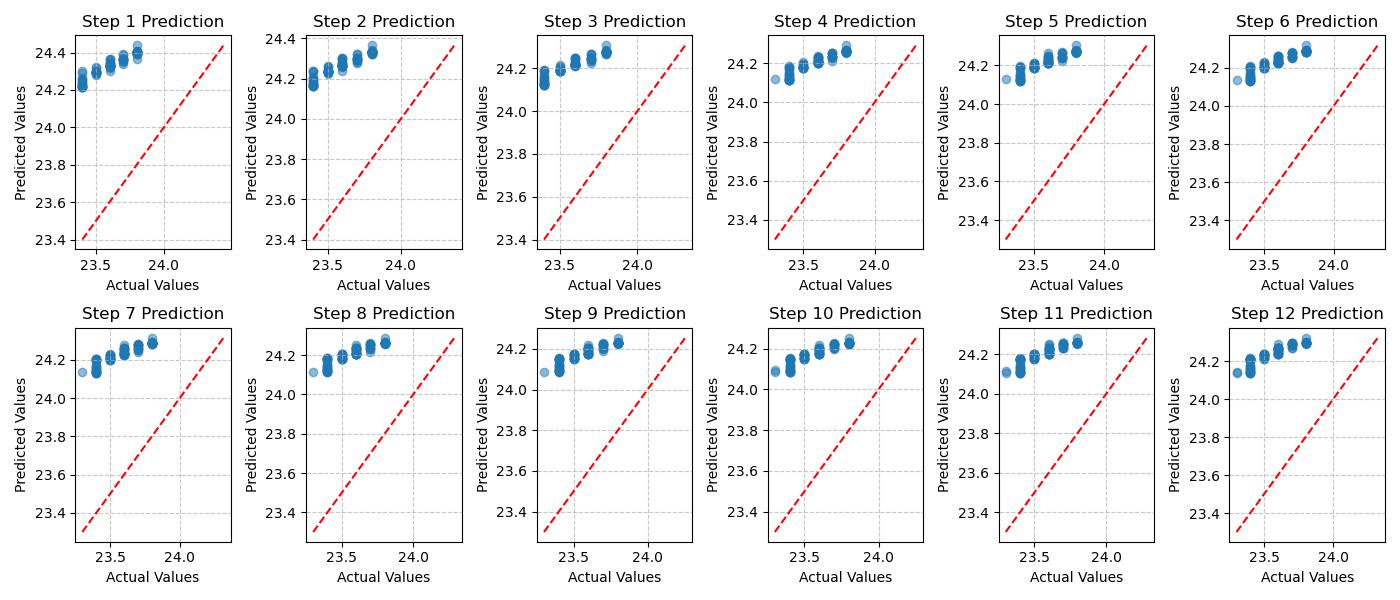 Step 1 Prediction
Predicted Values
24.4
24.2
24.0
23.8
23.6
23.4
23.5
24.0
Actual Values
Step 2 Prediction
Predicted Values
24.4
24.2
24.0
23.8
23.6
23.4
23.5
24.0
Actual Values
Step 3 Prediction
Predicted Values
24.2
24.0
23.8
23.6
23.4
23.5
24.0
Actual Values
Step 4 Prediction
Predicted Values
24.2
24.0
23.8
23.6
23.4
23.5
24.0
Actual Values
Step 5 Prediction
Predicted Values
24.2
24.0
23.8
23.6
23.4
23.5
24.0
Actual Values
Step 6 Prediction
Predicted Values
24.2
24.0
23.8
23.6
23.4
23.5
24.0
Actual Values
Step 7 Prediction
Predicted Values
24.2
24.0
23.8
23.6
23.4
23.5
24.0
Actual Values
Step 8 Prediction
Predicted Values
24.2
24.0
23.8
23.6
23.4
23.5
24.0
Actual Values
Step 9 Prediction
Predicted Values
24.2
24.0
23.8
23.6
23.4
23.5
24.0
Actual Values
Step 10 Prediction
Predicted Values
24.2
24.0
23.8
23.6
23.4
23.5
24.0
Actual Values
Step 11 Prediction
Predicted Values
24.2
24.0
23.8
23.6
23.4
23.5
24.0
Actual Values
Step 12 Prediction
Predicted Values
24.2
24.0
23.8
23.6
23.4
23.5
24.0
Actual Values